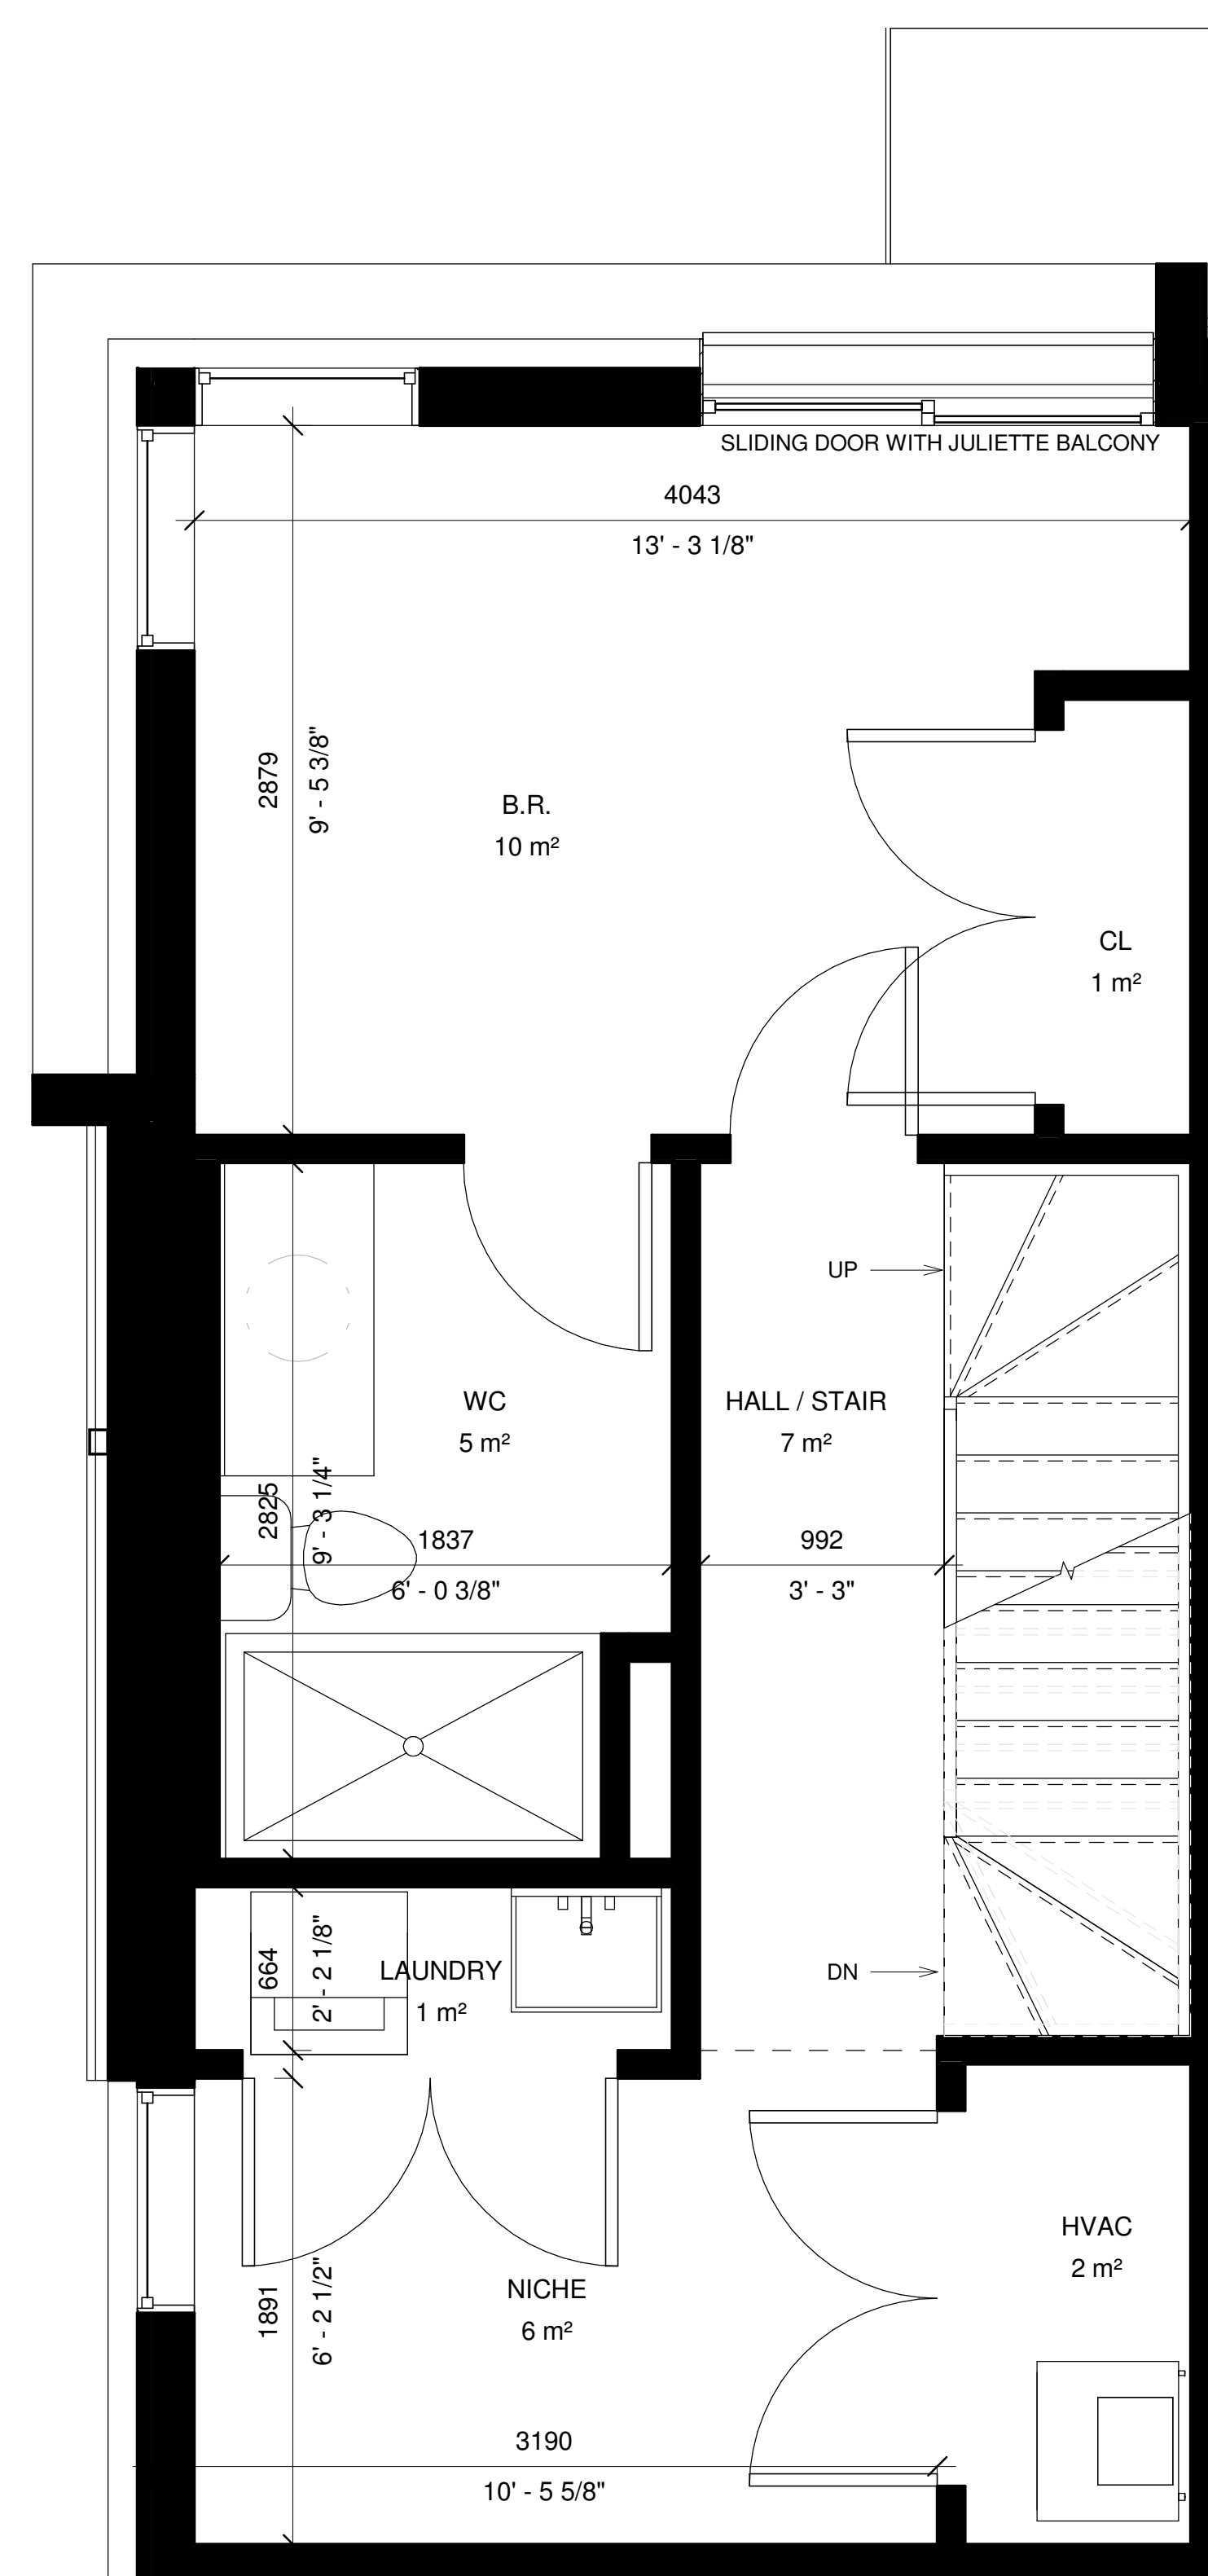 SLIDING DOOR WITH JULIETTE BALCONY
4043
13' - 3 1/8"
2879
9' - 5 3/8"
B.R.
10 m²
CL
1 m²
UP
WC
5 m²
HALL / STAIR
7 m²
2825
9' - 3 1/4"
1837
6' - 0 3/8"
992
3' - 3"
664
2' - 2 1/8"
LAUNDRY
1 m²
DN
HVAC
2 m²
NICHE
6 m²
1891
6' - 2 1/2"
3190
10' - 5 5/8"